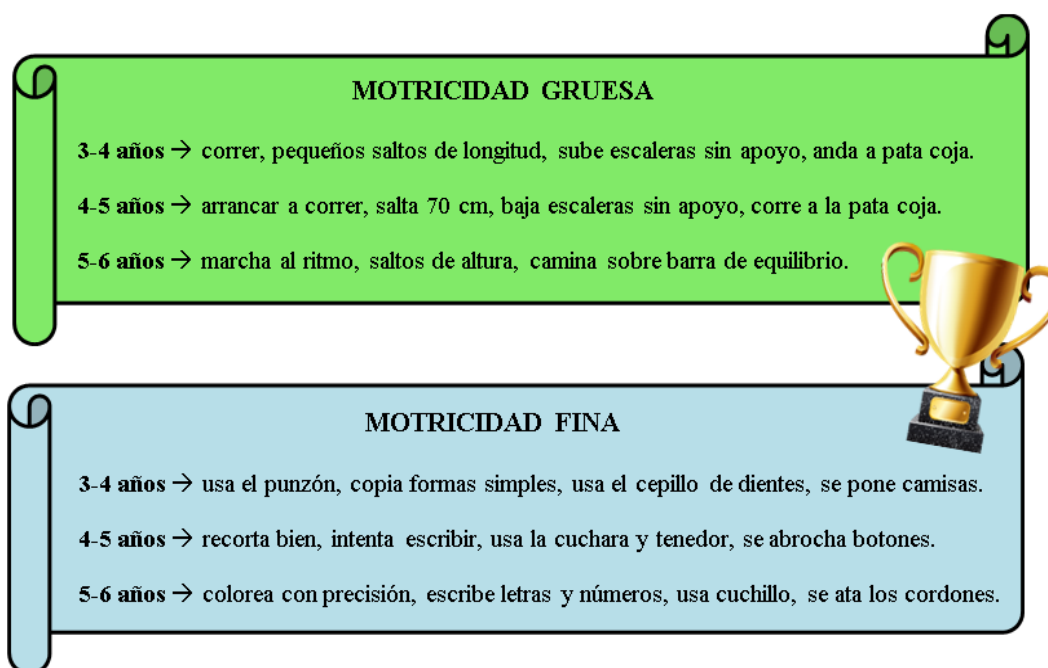 MOTRICIDAD GRUESA
3-4 años → correr, pequeños saltos de longitud, sube escaleras sin apoyo, anda a pata coja.
4-5 años → arrancar a correr, salta 70 cm, baja escaleras sin apoyo, corre a la pata coja.
5-6 años → marcha al ritmo, saltos de altura, camina sobre barra de equilibrio.
MOTRICIDAD FINA
3-4 años → usa el punzón, copia formas simples, usa el cepillo de dientes, se pone camisas.
4-5 años → recorta bien, intenta escribir, usa la cuchara y tenedor, se abrocha botones.
5-6 años → colorea con precisión, escribe letras y números, usa cuchillo, se ata los cordones.